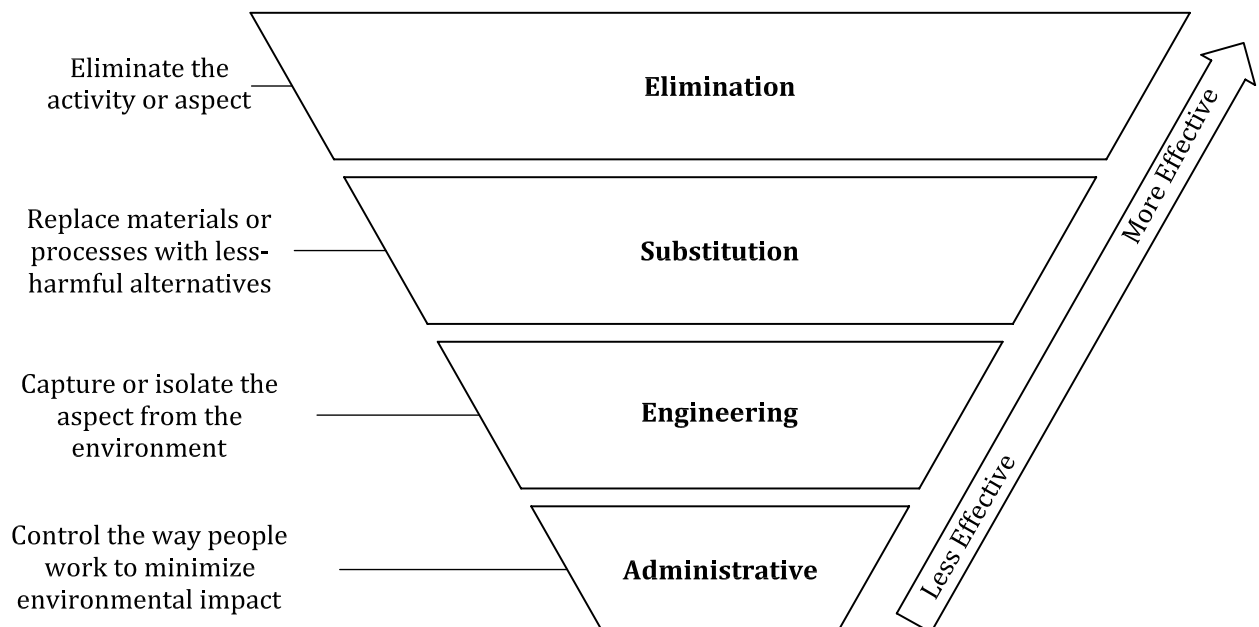 Eliminate the
activity or aspect
Elimination
More Effective
Replace materials or
processes with less-
harmful alternatives
Substitution
Capture or isolate the
aspect from the
environment
Engineering
Less Effective
Control the way people
work to minimize
environmental impact
Administrative